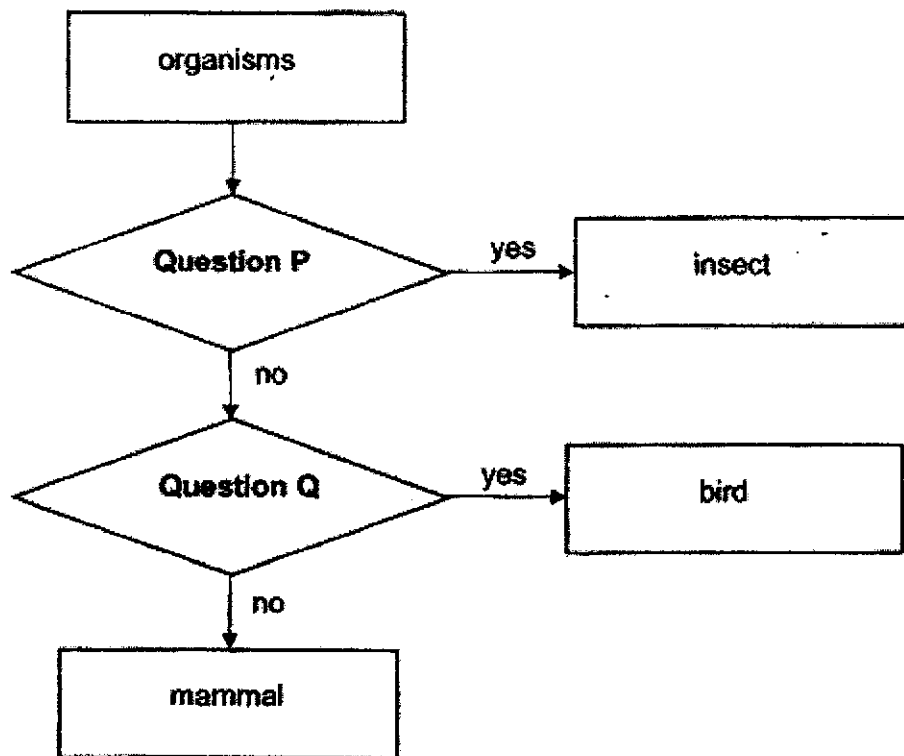 organisms
Question P
yes
insect
no
Question Q
yes
bird
no
mammal